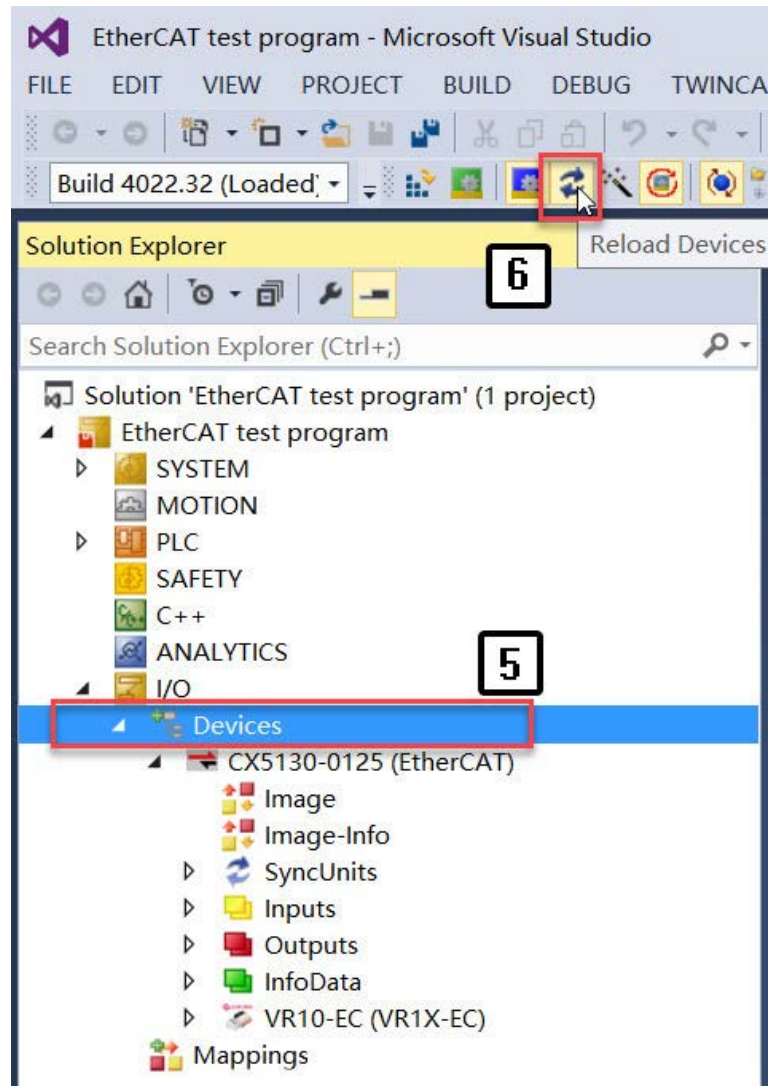 EtherCAT test program - Microsoft Visual Studio
FILE EDIT VIEW PROJECT BUILD DEBUG TWINCA
Build 4022.32 (Loaded)
Solution Explorer
Reload Devices
6
Search Solution Explorer (Ctrl+;)
Solution 'EtherCAT test program' (1 project)
EtherCAT test program
SYSTEM
MOTION
PLC
SAFETY
C++
ANALYTICS
5
I/O
Devices
CX5130-0125 (EtherCAT)
Image
Image-Info
SyncUnits
Inputs
Outputs
InfoData
VR10-EC (VR1X-EC)
Mappings